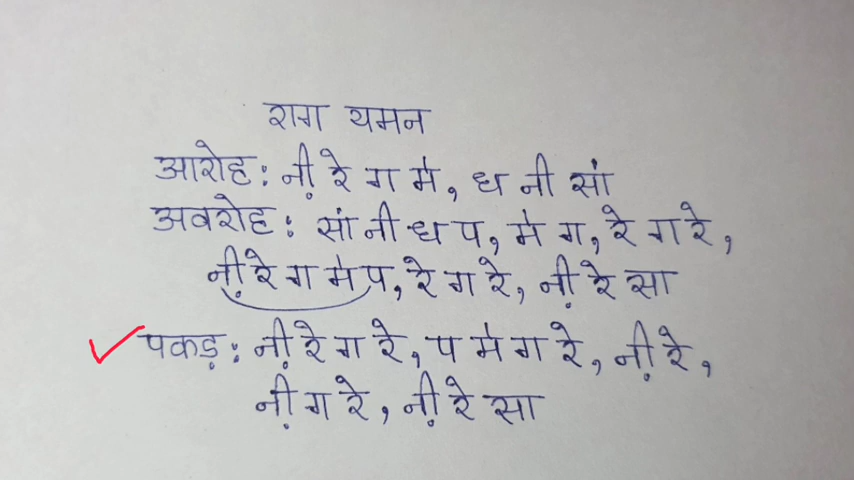 राग यमन
आरोह: नी़ रे ग म॑, ध नी सां
अवरोह: सां नी ध प, म॑ ग, रे ग रे,
नी़ रे ग म॑ प, रे ग रे, नी़ रे सा
पकड़: नी़ रे ग रे, प म॑ ग रे, नी़ रे,
नी़ ग रे, नी़ रे सा